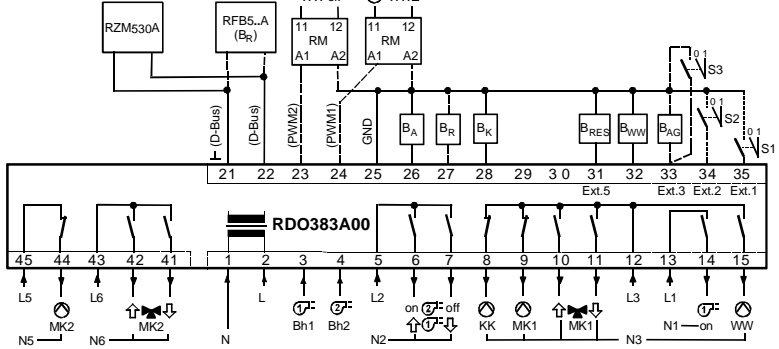 RZM530A
RFB5..A
(BR)
11 12
RM
A1 A2
11 12
RM
A1 A2
(D-Bus)
(D-Bus)
(PWM2)
(PWM1)
GND
BA
BR
BK
BRES
BWW
BAG
0 1
S3
0 1
S2
0 1
S1
21 22 23 24 25 26 27 28 29 30 31 32 33 34 35
Ext.5 Ext.3 Ext.2 Ext.1
RDO383A00
45 44 43 42 41 1 2 3 4 5 6 7 8 9 10 11 12 13 14 15
L5 L6 L L2 L3 L1
1 2 on 2 off
1
MK2 MK2 Bh1 Bh2 KK MK1 MK1 WW
N5 N6 N N2 N3 N1 on